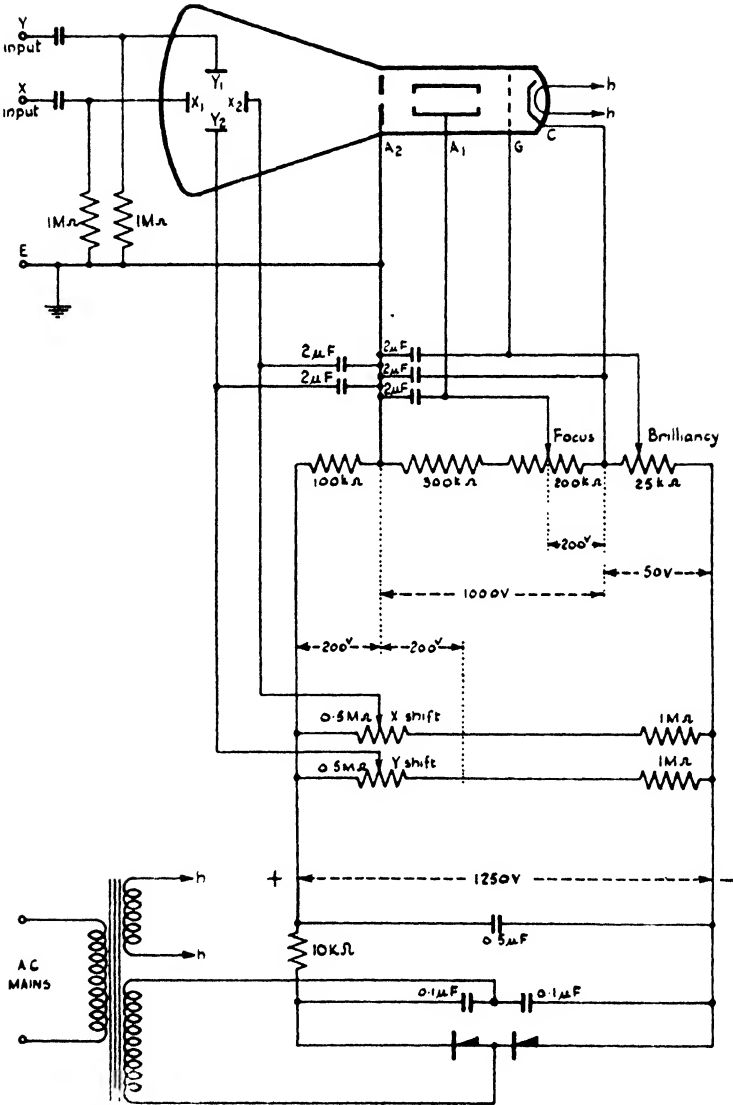 Y
input
X
input
Y1
X1 X2
Y2
h
h
A2 A1 G C
1MΩ 1MΩ
E
2μF 2μF
2μF 2μF
2μF
Focus Brilliancy
100kΩ 300kΩ 200kΩ 25kΩ
200V
50V
1000V
200V 200V
0.5MΩ X shift 1MΩ
0.5MΩ Y shift 1MΩ
+ 1250V −
h
0.5μF
10KΩ
h
AC
MAINS
0.1μF 0.1μF